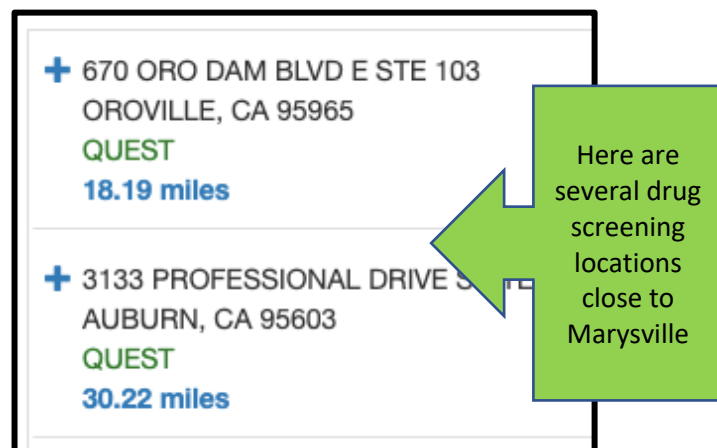 670 ORO DAM BLVD E STE 103
OROVILLE, CA 95965
QUEST
18.19 miles
3133 PROFESSIONAL DRIVE
AUBURN, CA 95603
QUEST
30.22 miles
Here are
several drug
screening
locations
close to
Marysville